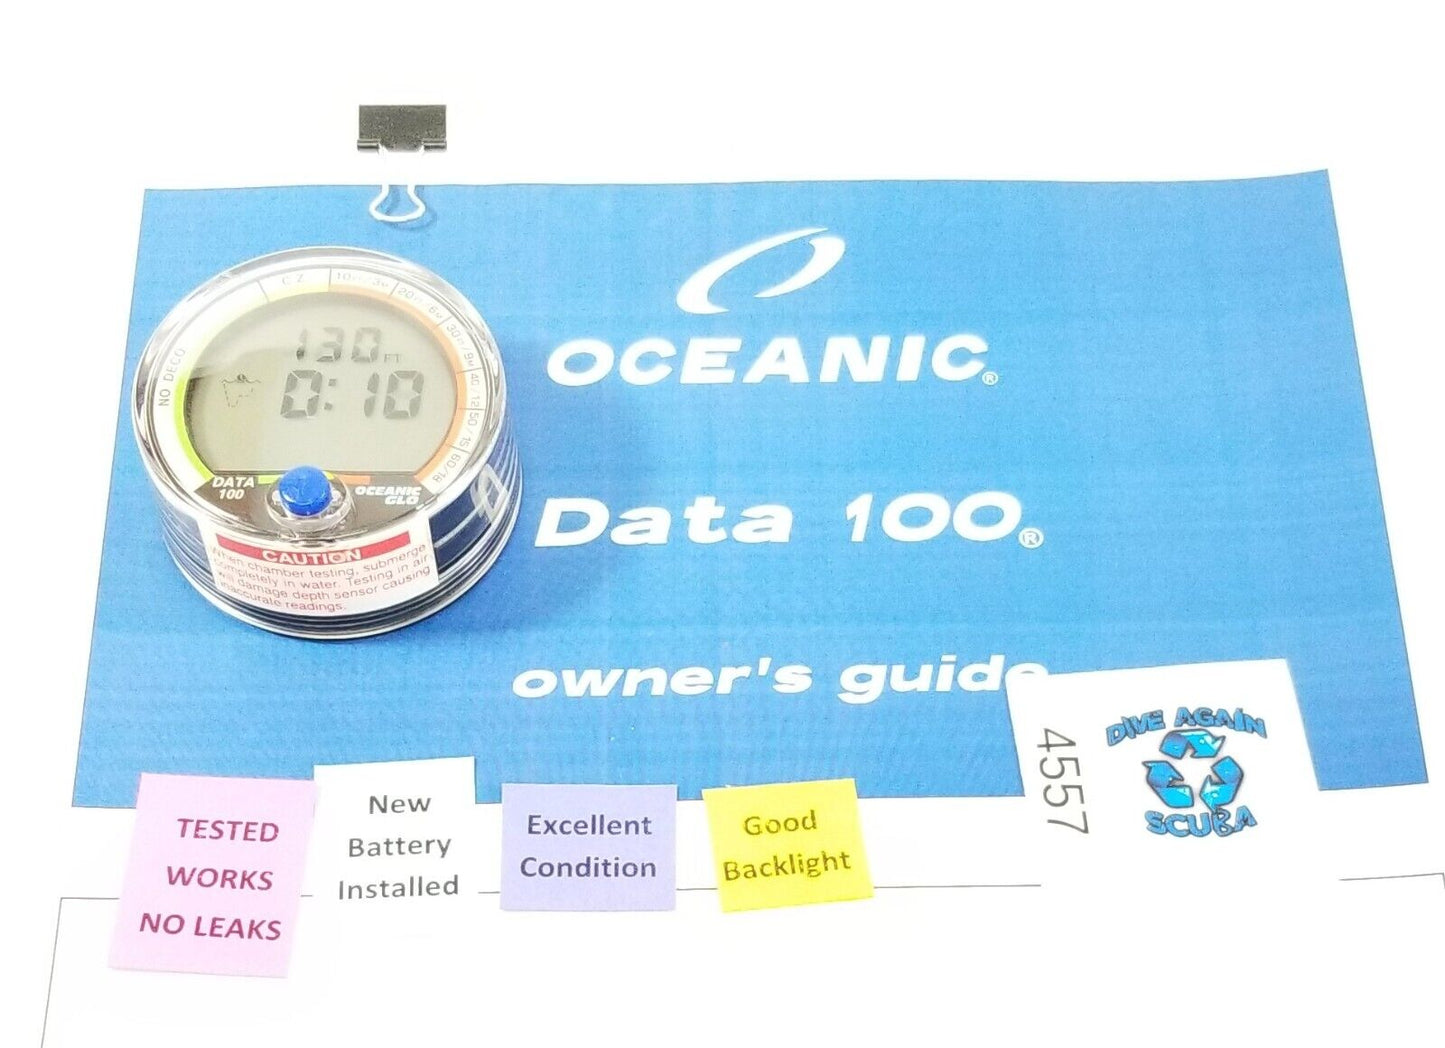 OCEANIC®
Data 100®
owner's guide
NO DECO
C Z
10FT/3M
20FT/6M
30FT/9M
40/12
50/15
60/18
130 FT
0:10
DATA
100
OCEANIC
GLO
CAUTION
When chamber testing, submerge
completely in water. Testing in air
will damage depth sensor causing
inaccurate readings.
TESTED
WORKS
NO LEAKS
New
Battery
Installed
Excellent
Condition
Good
Backlight
4557
DIVE AGAIN
SCUBA